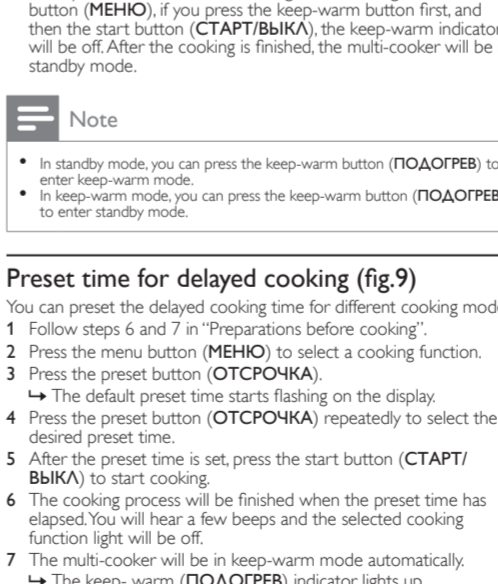 button (МЕНЮ), if you press the keep-warm button first, and
then the start button (СТАРТ/ВЫКЛ), the keep-warm indicator
will be off. After the cooking is finished, the multi-cooker will be
standby mode.
Note
• In standby mode, you can press the keep-warm button (ПОДОГРЕВ) to
enter keep-warm mode.
• In keep-warm mode, you can press the keep-warm button (ПОДОГРЕВ
to enter standby mode.
Preset time for delayed cooking (fig.9)
You can preset the delayed cooking time for different cooking mod
1 Follow steps 6 and 7 in “Preparations before cooking”.
2 Press the menu button (МЕНЮ) to select a cooking function.
3 Press the preset button (ОТСРОЧКА).
↳ The default preset time starts flashing on the display.
4 Press the preset button (ОТСРОЧКА) repeatedly to select the
desired preset time.
5 After the preset time is set, press the start button (СТАРТ/
ВЫКЛ) to start cooking.
6 The cooking process will be finished when the preset time has
elapsed. You will hear a few beeps and the selected cooking
function light will be off.
7 The multi-cooker will be in keep-warm mode automatically.
↳ The keep- warm (ПОДОГРЕВ) indicator lights up.